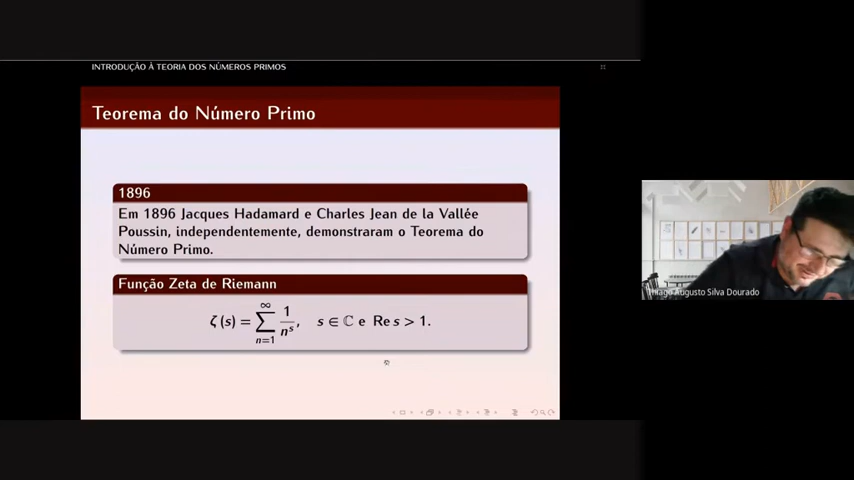 INTRODUÇÃO À TEORIA DOS NÚMEROS PRIMOS
Teorema do Número Primo
1896
Em 1896 Jacques Hadamard e Charles Jean de la Vallée
Poussin, independentemente, demonstraram o Teorema do
Número Primo.
Função Zeta de Riemann
ζ(s) = ∑_{n=1}^{∞} 1/n^s, s ∈ ℂ e Re s > 1.
Thiago Augusto Silva Dourado